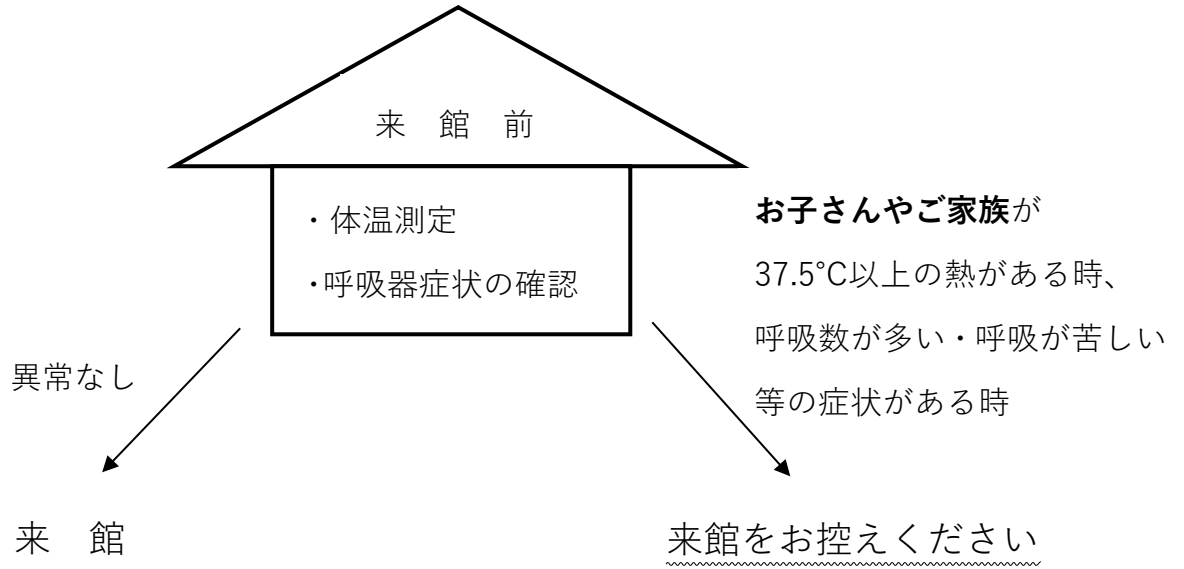 来　館　前
・体温測定
・呼吸器症状の確認
お子さんやご家族が
37.5°C以上の熱がある時、
呼吸数が多い・呼吸が苦しい
等の症状がある時
異常なし
来　館
来館をお控えください